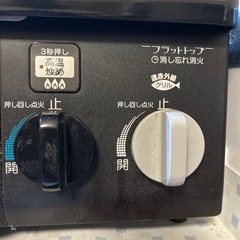 3秒押し
高温
炒め
フラットトップ
消し忘れ消火
遠赤外線
グリル
押し回し点火
止
開
押し回し点火
止
開